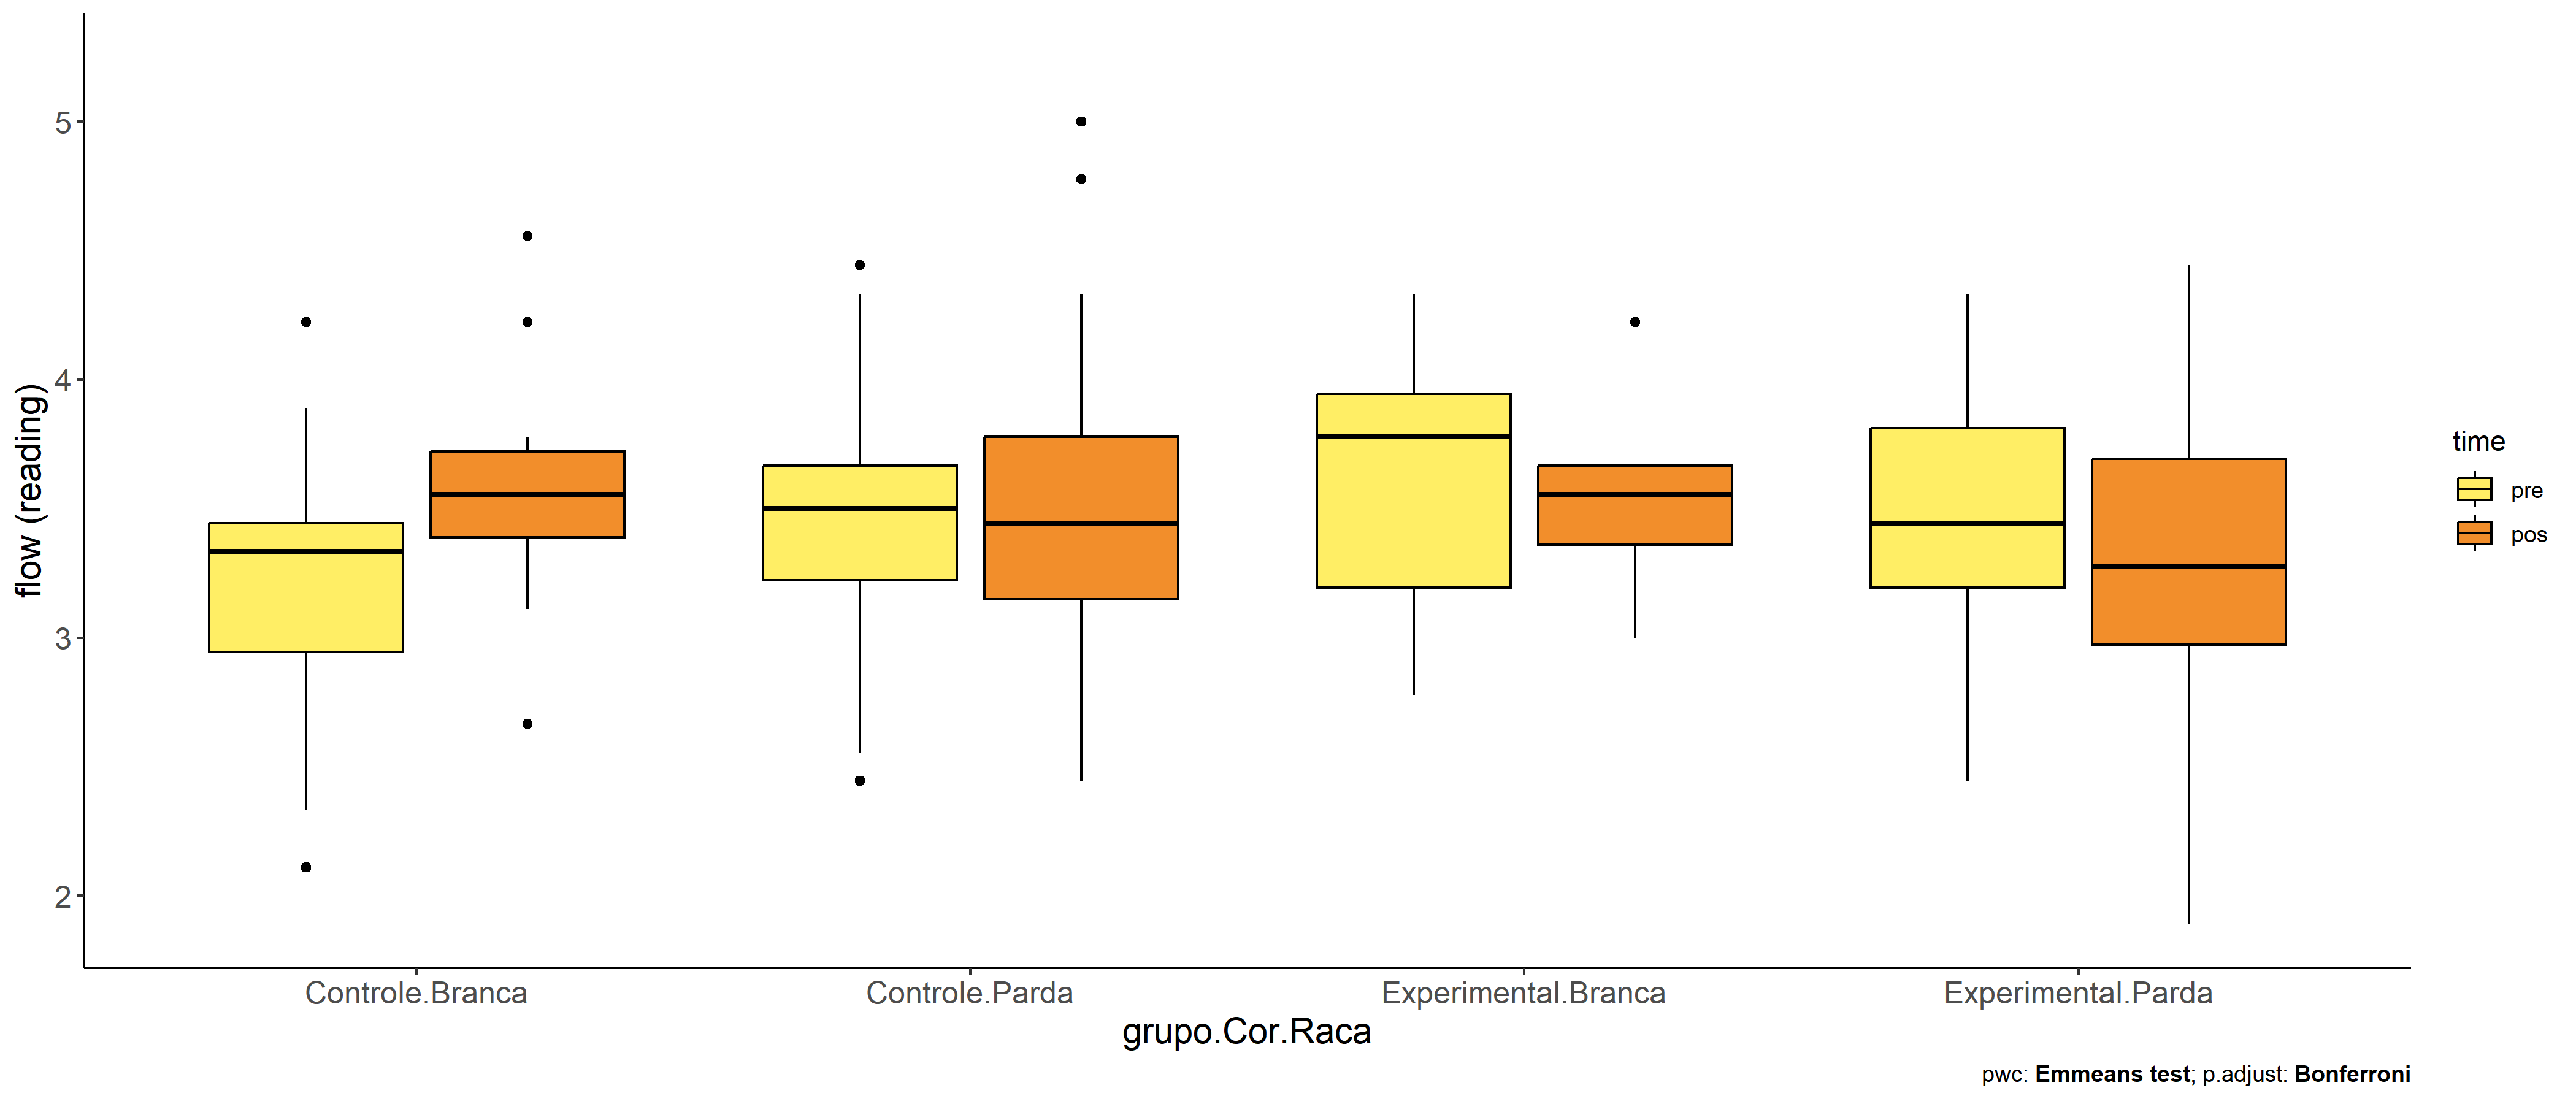 flow (reading)
5
4
3
2
Controle.Branca
Controle.Parda
Experimental.Branca
Experimental.Parda
grupo.Cor.Raca
time
pre
pos
pwc: Emmeans test; p.adjust: Bonferroni